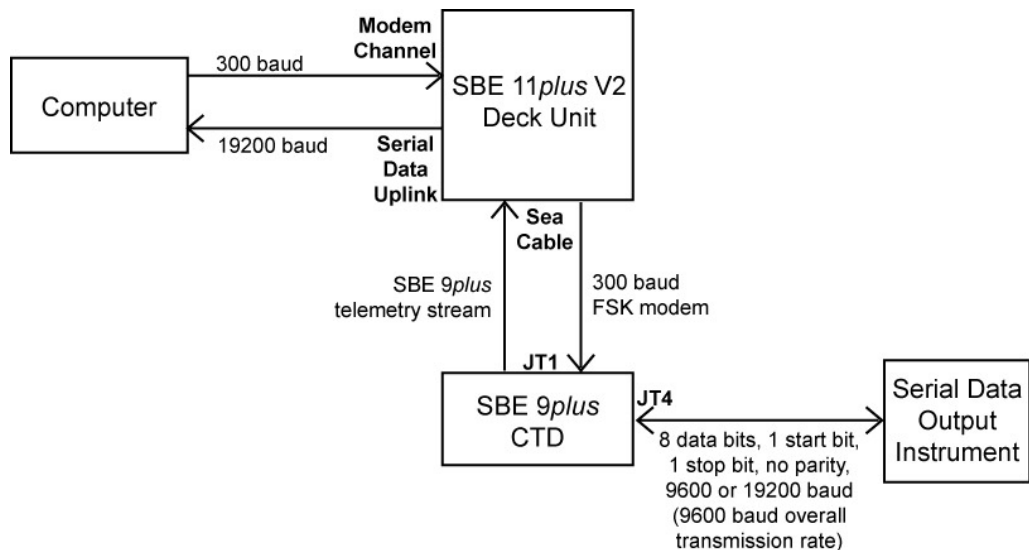 Modem
Channel
300 baud
Computer
SBE 11plus V2
Deck Unit
19200 baud
Serial
Data
Uplink
Sea
Cable
SBE 9plus
telemetry stream
300 baud
FSK modem
JT1
JT4
SBE 9plus
CTD
Serial Data
Output
Instrument
8 data bits, 1 start bit,
1 stop bit, no parity,
9600 or 19200 baud
(9600 baud overall
transmission rate)